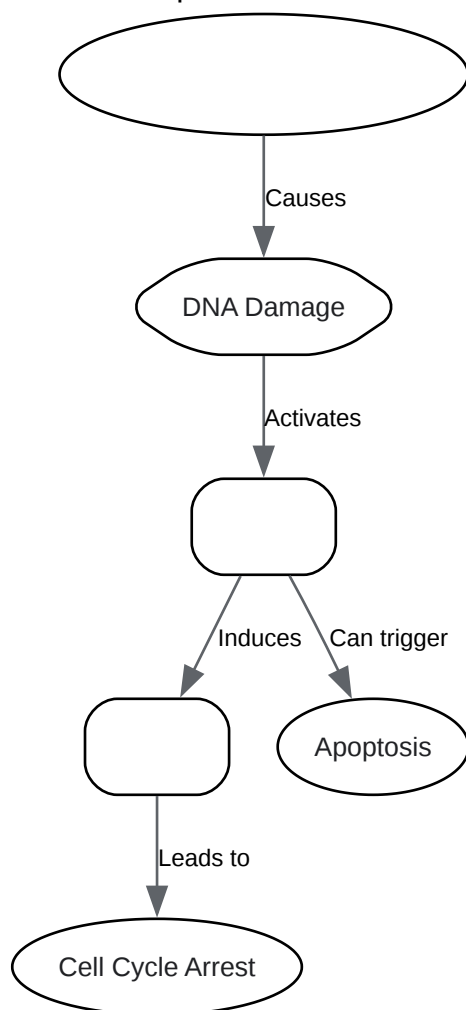 Causes
DNA Damage
Activates
Induces
Can trigger
Apoptosis
Leads to
Cell Cycle Arrest